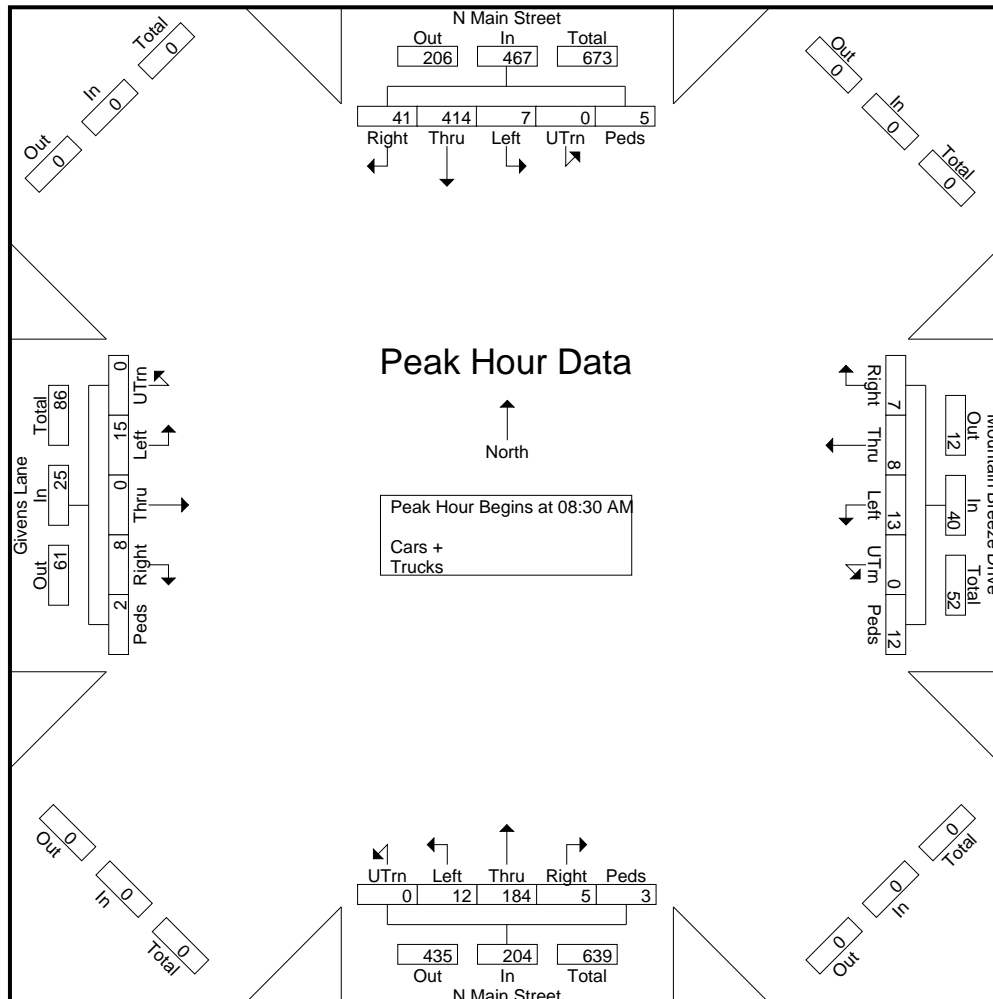 N Main Street
Out In Total
206 467 673
41 414 7 0 5
Right Thru Left UTrn Peds
Out 0
In 0
Total 0
Out 0
In 0
Total 0
Givens Lane
Out In Total
61 25 86
0 15 0 8 2
UTrn Left Thru Right Peds
Peak Hour Data
North
Peak Hour Begins at 08:30 AM
Cars +
Trucks
Right Thru Left UTrn Peds
7 8 13 0 12
Out In Total
12 40 52
Mountain Breeze Drive
Out 0
In 0
Total 0
UTrn Left Thru Right Peds
0 12 184 5 3
435 204 639
Out In Total
N Main Street
Out 0
In 0
Total 0